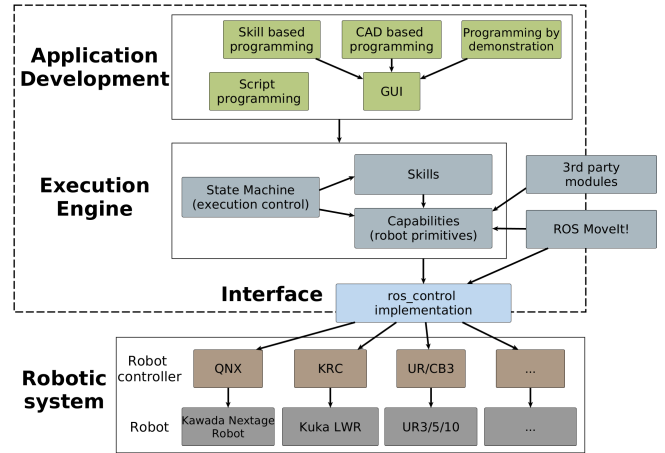 Application
Development
Skill based
programming
CAD based
programming
Programming by
demonstration
Script
programming
GUI
Execution
Engine
State Machine
(execution control)
Skills
Capabilities
(robot primitives)
3rd party
modules
ROS MoveIt!
Interface
ros_control
implementation
Robotic
system
Robot
controller
QNX
KRC
UR/CB3
...
Robot
Kawada Nextage
Robot
Kuka LWR
UR3/5/10
...